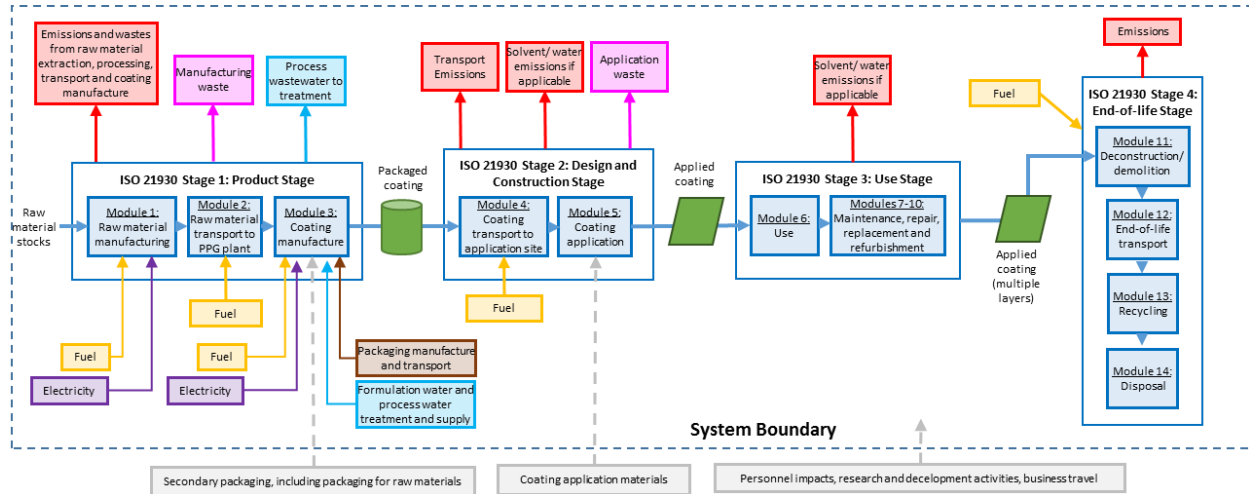 Emissions and wastes
from raw material
extraction, processing,
transport and coating
manufacture
Manufacturing
waste
Process
wastewater to
treatment
Transport
Emissions
Solvent/ water
emissions if
applicable
Application
waste
Solvent/ water
emissions if
applicable
Emissions
Fuel
ISO 21930 Stage 1: Product Stage
Raw
material
stocks
Module 1:
Raw material
manufacturing
Module 2:
Raw material
transport to
PPG plant
Module 3:
Coating
manufacture
Packaged
coating
ISO 21930 Stage 2: Design and
Construction Stage
Module 4:
Coating
transport to
application site
Module 5:
Coating
application
Applied
coating
ISO 21930 Stage 3: Use Stage
Module 6:
Use
Modules 7-10:
Maintenance, repair,
replacement and
refurbishment
Applied
coating
(multiple
layers)
ISO 21930 Stage 4:
End-of-life Stage
Module 11:
Deconstruction/
demolition
Module 12:
End-of-life
transport
Module 13:
Recycling
Module 14:
Disposal
Fuel
Fuel
Fuel
Fuel
Electricity
Electricity
Packaging manufacture
and transport
Formulation water and
process water
treatment and supply
System Boundary
Secondary packaging, including packaging for raw materials
Coating application materials
Personnel impacts, research and development activities, business travel